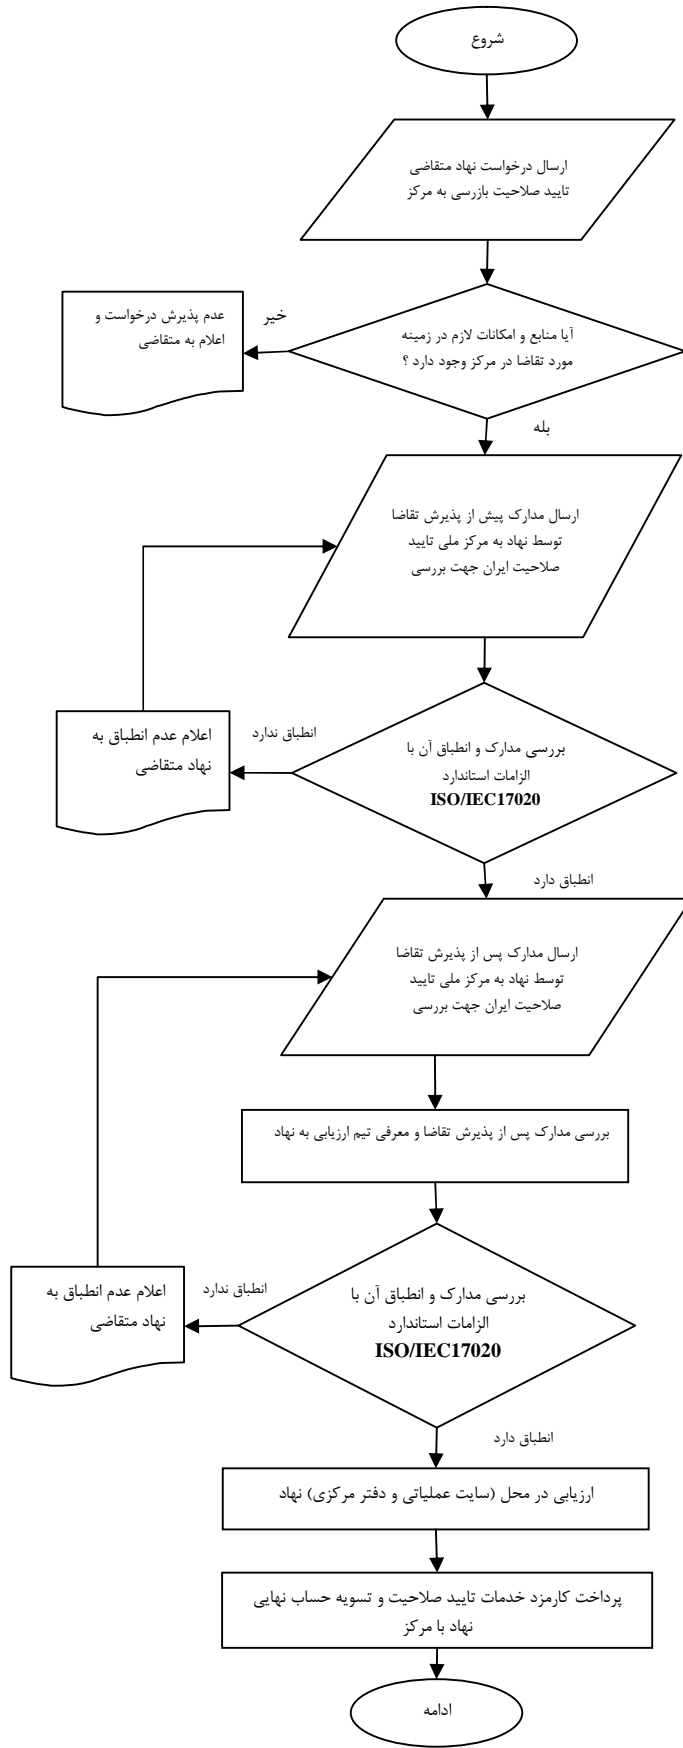 شروع
ارسال درخواست نهاد متقاضی
تایید صلاحیت بازرسی به مرکز
آیا منابع و امکانات لازم در زمینه
مورد تقاضا در مرکز وجود دارد ؟
خیر
عدم پذیرش درخواست و
اعلام به متقاضی
بله
ارسال مدارک پیش از پذیرش تقاضا
توسط نهاد به مرکز ملی تایید
صلاحیت ایران جهت بررسی
بررسی مدارک و انطباق آن با
الزامات استاندارد
ISO/IEC17020
انطباق ندارد
اعلام عدم انطباق به
نهاد متقاضی
انطباق دارد
ارسال مدارک پس از پذیرش تقاضا
توسط نهاد به مرکز ملی تایید
صلاحیت ایران جهت بررسی
بررسی مدارک پس از پذیرش تقاضا و معرفی تیم ارزیابی به نهاد
بررسی مدارک و انطباق آن با
الزامات استاندارد
ISO/IEC17020
انطباق ندارد
اعلام عدم انطباق به
نهاد متقاضی
انطباق دارد
ارزیابی در محل (سایت عملیاتی و دفتر مرکزی) نهاد
پرداخت کارمزد خدمات تایید صلاحیت و تسویه حساب نهایی
نهاد با مرکز
ادامه